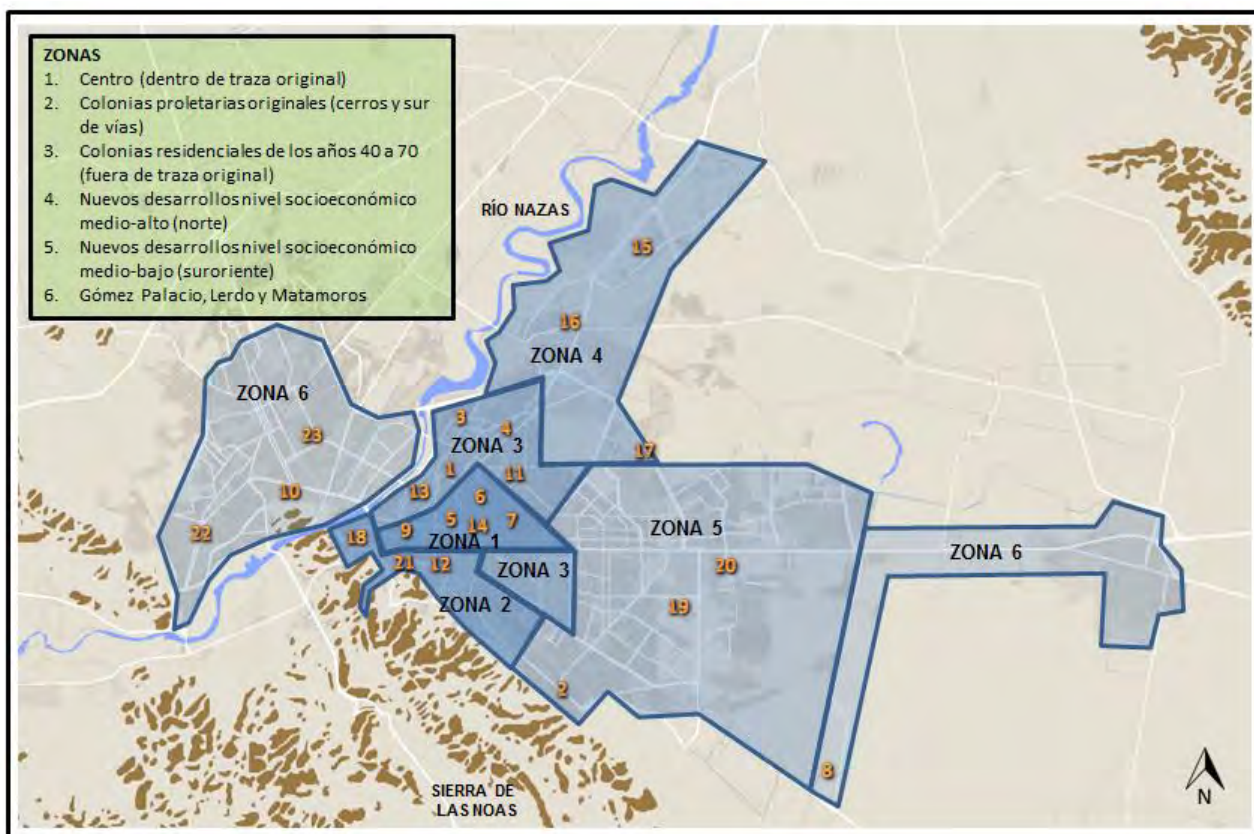 ZONAS
1. Centro (dentro de traza original)
2. Colonias proletarias originales (cerros y sur
de vías)
3. Colonias residenciales de los años 40 a 70
(fuera de traza original)
4. Nuevos desarrollos nivel socioeconómico
medio-alto (norte)
5. Nuevos desarrollos nivel socioeconómico
medio-bajo (suroriente)
6. Gómez Palacio, Lerdo y Matamoros
RÍO NAZAS
15
16
ZONA 4
ZONA 6
3
4
23
ZONA 3
17
1
11
10
13
6
5
14
7
22
9
18
ZONA 1
ZONA 5
ZONA 6
21
12
ZONA 3
20
ZONA 2
19
2
8
SIERRA DE
LAS NOAS
N